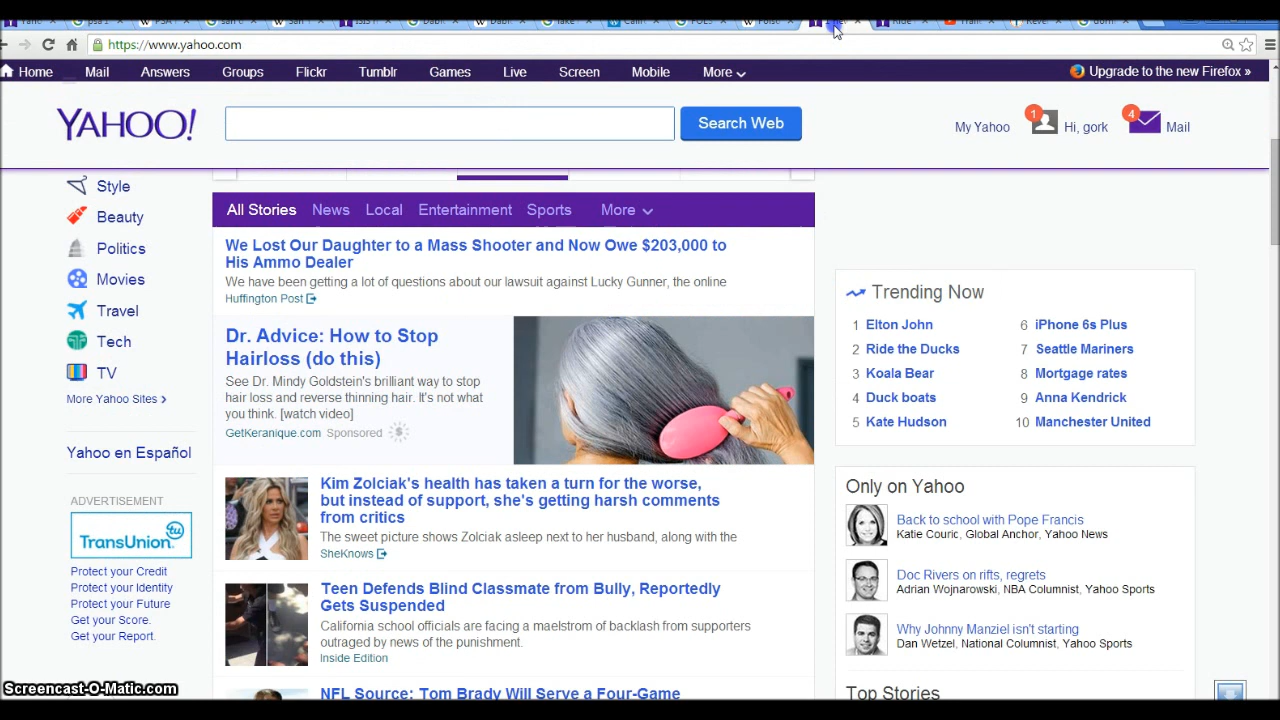 https://www.yahoo.com
Home Mail Answers Groups Flickr Tumblr Games Live Screen Mobile More Upgrade to the new Firefox »
YAHOO! Search Web My Yahoo 1 Hi, gork 4 Mail
Style
Beauty
Politics
Movies
Travel
Tech
TV
More Yahoo Sites
Yahoo en Español
ADVERTISEMENT
TransUnion. tu
Protect your Credit
Protect your Identity
Protect your Future
Get your Score.
Get your Report.
All Stories News Local Entertainment Sports More
We Lost Our Daughter to a Mass Shooter and Now Owe $203,000 to
His Ammo Dealer
We have been getting a lot of questions about our lawsuit against Lucky Gunner, the online
Huffington Post
Dr. Advice: How to Stop
Hairloss (do this)
See Dr. Mindy Goldstein's brilliant way to stop
hair loss and reverse thinning hair. It's not what
you think. [watch video]
GetKeranique.com Sponsored
Kim Zolciak's health has taken a turn for the worse,
but instead of support, she's getting harsh comments
from critics
The sweet picture shows Zolciak asleep next to her husband, along with the
SheKnows
Teen Defends Blind Classmate from Bully, Reportedly
Gets Suspended
California school officials are facing a maelstrom of backlash from supporters
outraged by news of the punishment.
Inside Edition
NFL Source: Tom Brady Will Serve a Four-Game
Trending Now
1 Elton John
2 Ride the Ducks
3 Koala Bear
4 Duck boats
5 Kate Hudson
6 iPhone 6s Plus
7 Seattle Mariners
8 Mortgage rates
9 Anna Kendrick
10 Manchester United
Only on Yahoo
Back to school with Pope Francis
Katie Couric, Global Anchor, Yahoo News
Doc Rivers on rifts, regrets
Adrian Wojnarowski, NBA Columnist, Yahoo Sports
Why Johnny Manziel isn't starting
Dan Wetzel, National Columnist, Yahoo Sports
Top Stories
Screencast-O-Matic.com